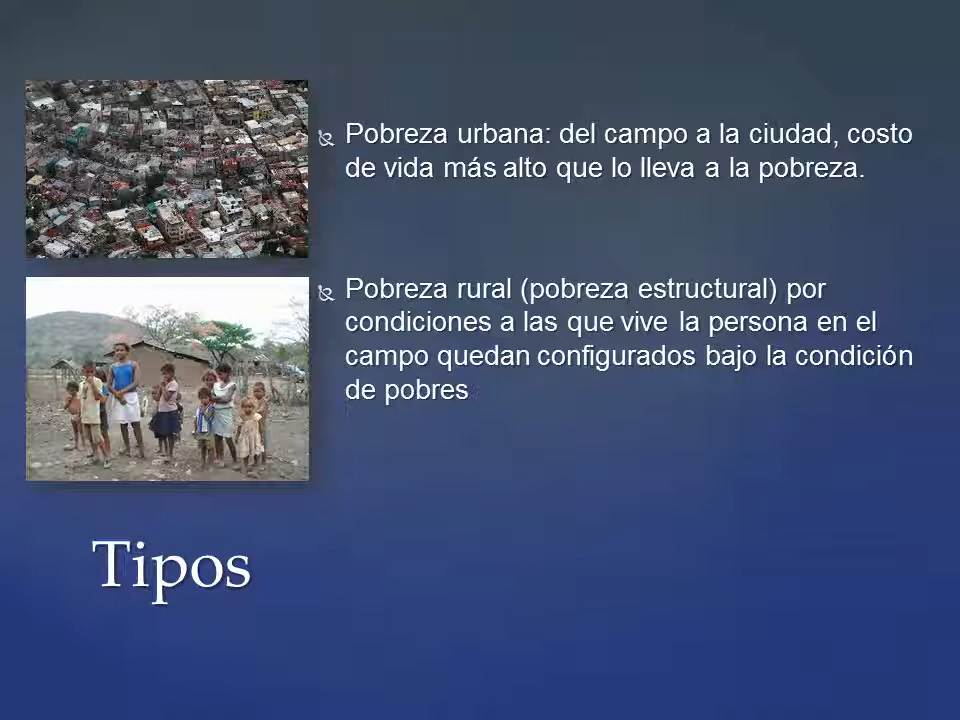 Pobreza urbana: del campo a la ciudad, costo
de vida más alto que lo lleva a la pobreza.
Pobreza rural (pobreza estructural) por
condiciones a las que vive la persona en el
campo quedan configurados bajo la condición
de pobres
Tipos